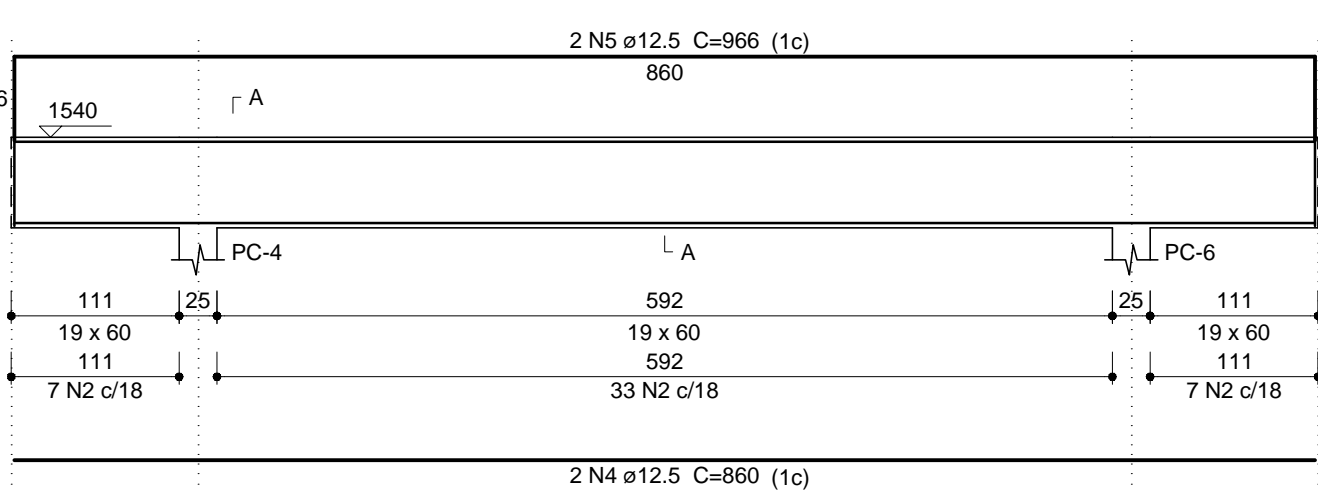 2 N5 ø12.5 C=966 (1c)
860
A
1540
A
PC-4
PC-6
111 25 592 25 111
19 x 60 19 x 60 19 x 60
111 592 111
7 N2 c/18 33 N2 c/18 7 N2 c/18
2 N4 ø12.5 C=860 (1c)